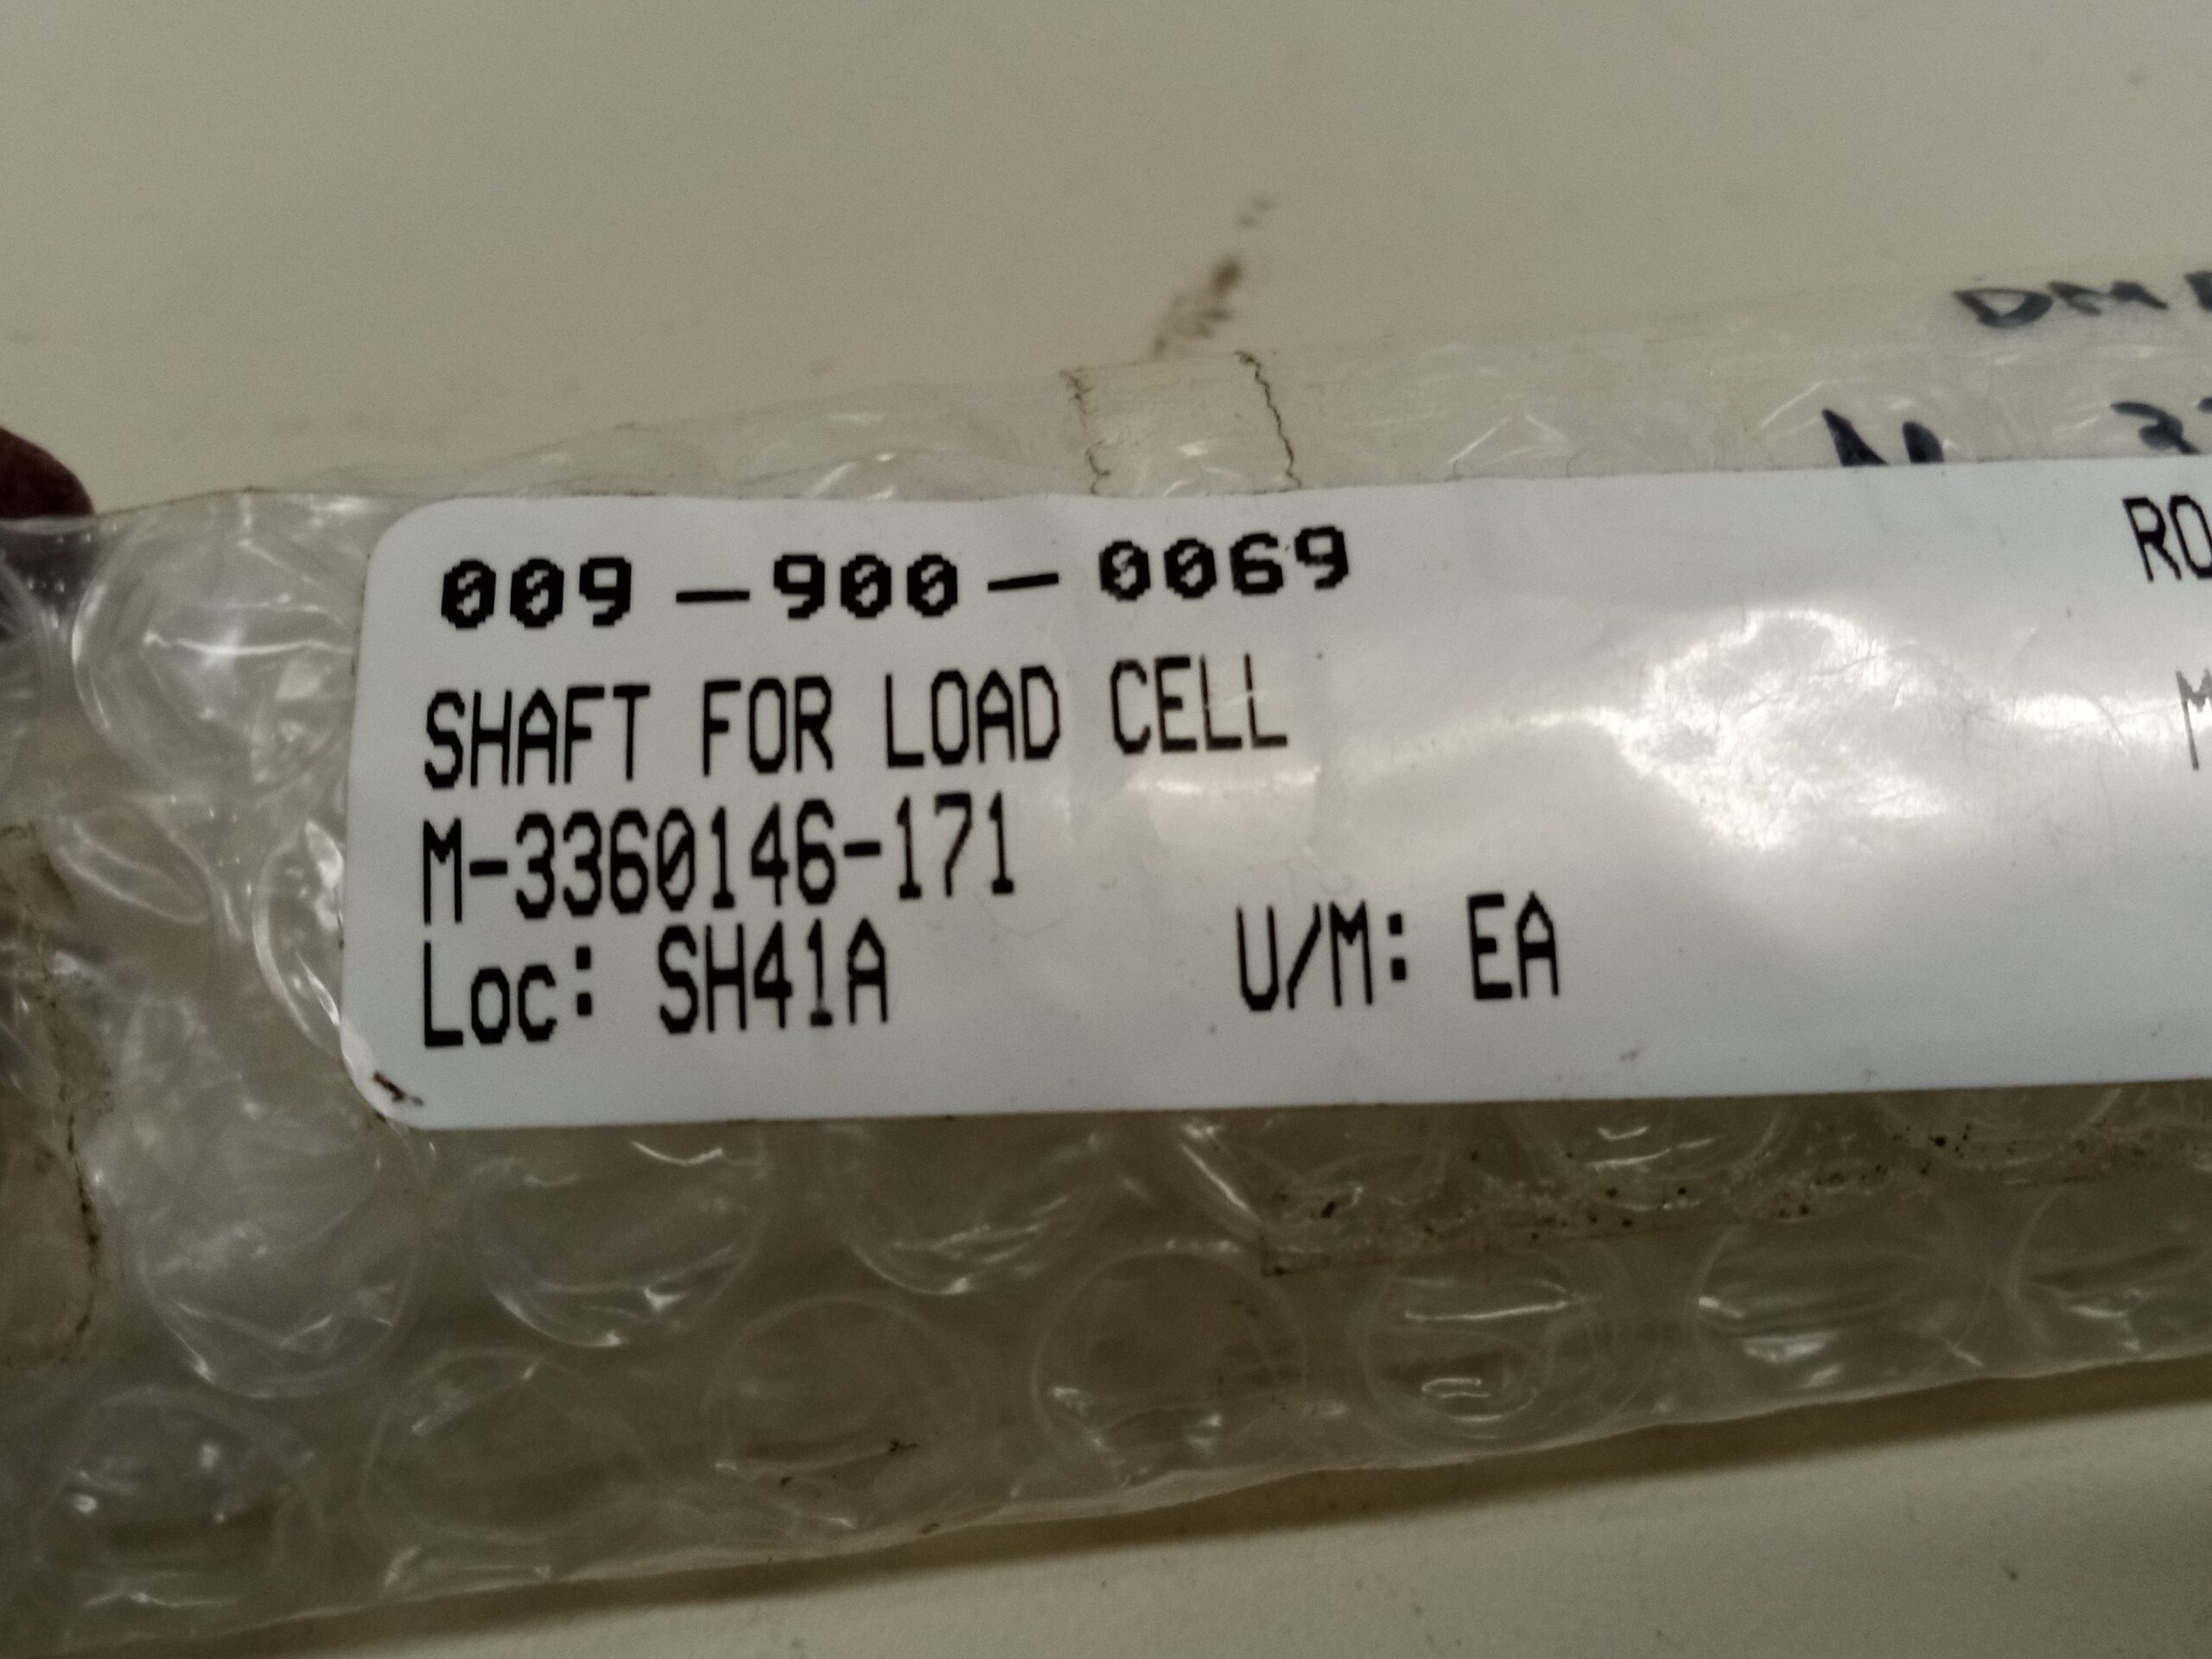 009-900-0069
SHAFT FOR LOAD CELL
M-3360146-171
Loc: SH41A U/M: EA